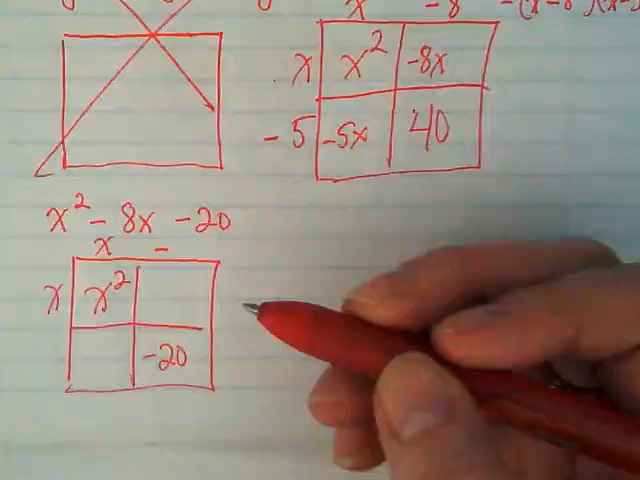 x - 8
x x² -8x
-5 -5x 40
x² - 8x - 20
x -
x x²
-20